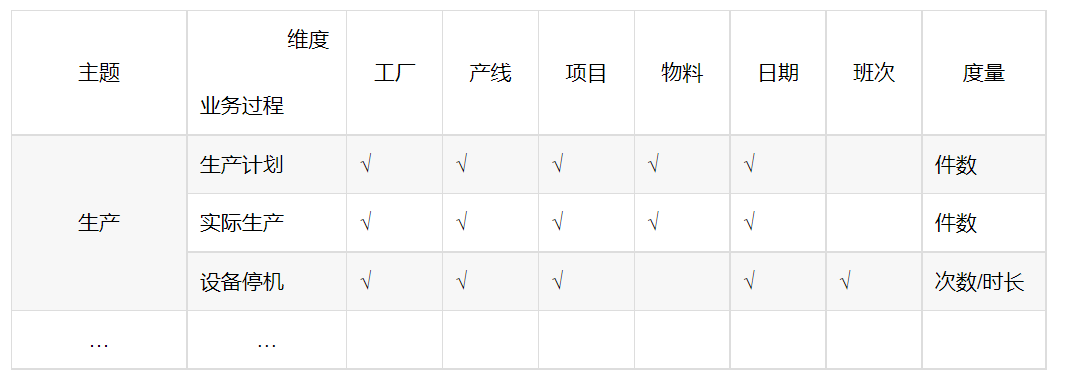 维度
主题 工厂 产线 项目 物料 日期 班次 度量
业务过程
生产计划 √ √ √ √ √ 件数
生产 实际生产 √ √ √ √ √ 件数
设备停机 √ √ √ √ √ 次数/时长
… …